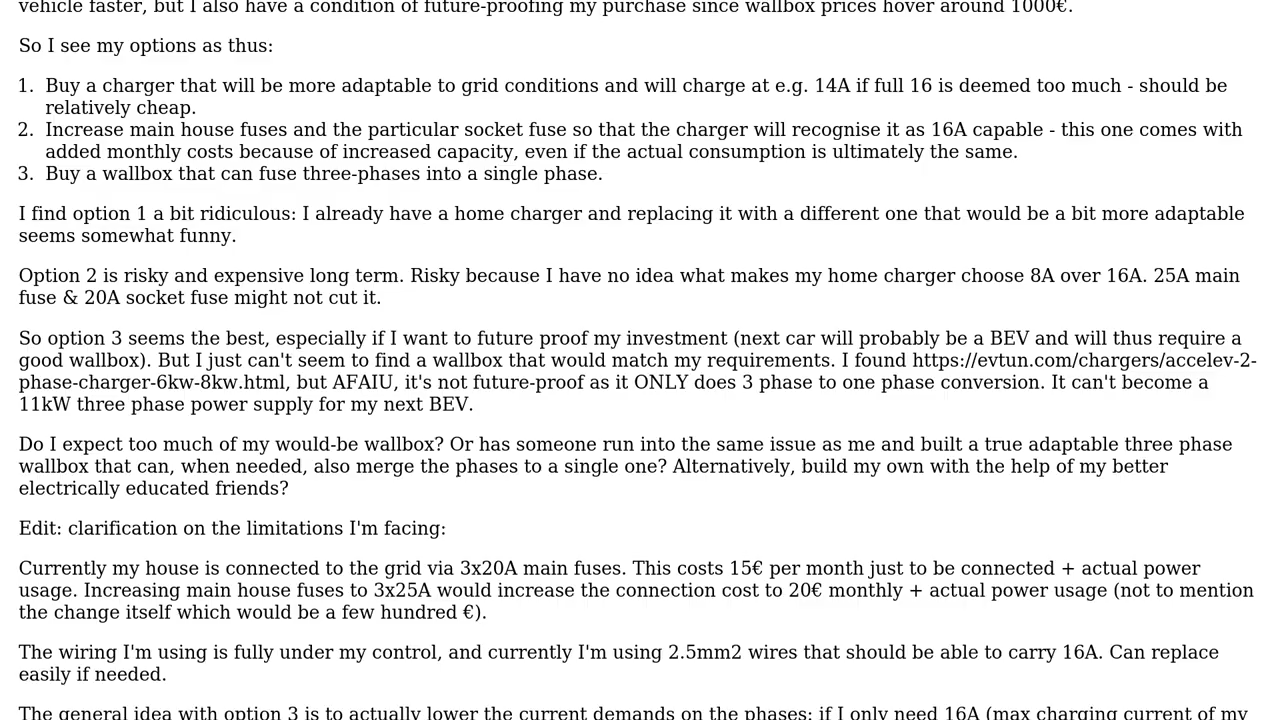 vehicle faster, but I also have a condition of future-proofing my purchase since wallbox prices hover around 1000€.
So I see my options as thus:
1. Buy a charger that will be more adaptable to grid conditions and will charge at e.g. 14A if full 16 is deemed too much - should be
relatively cheap.
2. Increase main house fuses and the particular socket fuse so that the charger will recognise it as 16A capable - this one comes with
added monthly costs because of increased capacity, even if the actual consumption is ultimately the same.
3. Buy a wallbox that can fuse three-phases into a single phase.
I find option 1 a bit ridiculous: I already have a home charger and replacing it with a different one that would be a bit more adaptable
seems somewhat funny.
Option 2 is risky and expensive long term. Risky because I have no idea what makes my home charger choose 8A over 16A. 25A main
fuse & 20A socket fuse might not cut it.
So option 3 seems the best, especially if I want to future proof my investment (next car will probably be a BEV and will thus require a
good wallbox). But I just can't seem to find a wallbox that would match my requirements. I found https://evtun.com/chargers/accelev-2-
phase-charger-6kw-8kw.html, but AFAIU, it's not future-proof as it ONLY does 3 phase to one phase conversion. It can't become a
11kW three phase power supply for my next BEV.
Do I expect too much of my would-be wallbox? Or has someone run into the same issue as me and built a true adaptable three phase
wallbox that can, when needed, also merge the phases to a single one? Alternatively, build my own with the help of my better
electrically educated friends?
Edit: clarification on the limitations I'm facing:
Currently my house is connected to the grid via 3x20A main fuses. This costs 15€ per month just to be connected + actual power
usage. Increasing main house fuses to 3x25A would increase the connection cost to 20€ monthly + actual power usage (not to mention
the change itself which would be a few hundred €).
The wiring I'm using is fully under my control, and currently I'm using 2.5mm2 wires that should be able to carry 16A. Can replace
easily if needed.
The general idea with option 3 is to actually lower the current demands on the phases: if I only need 16A (max charging current of my